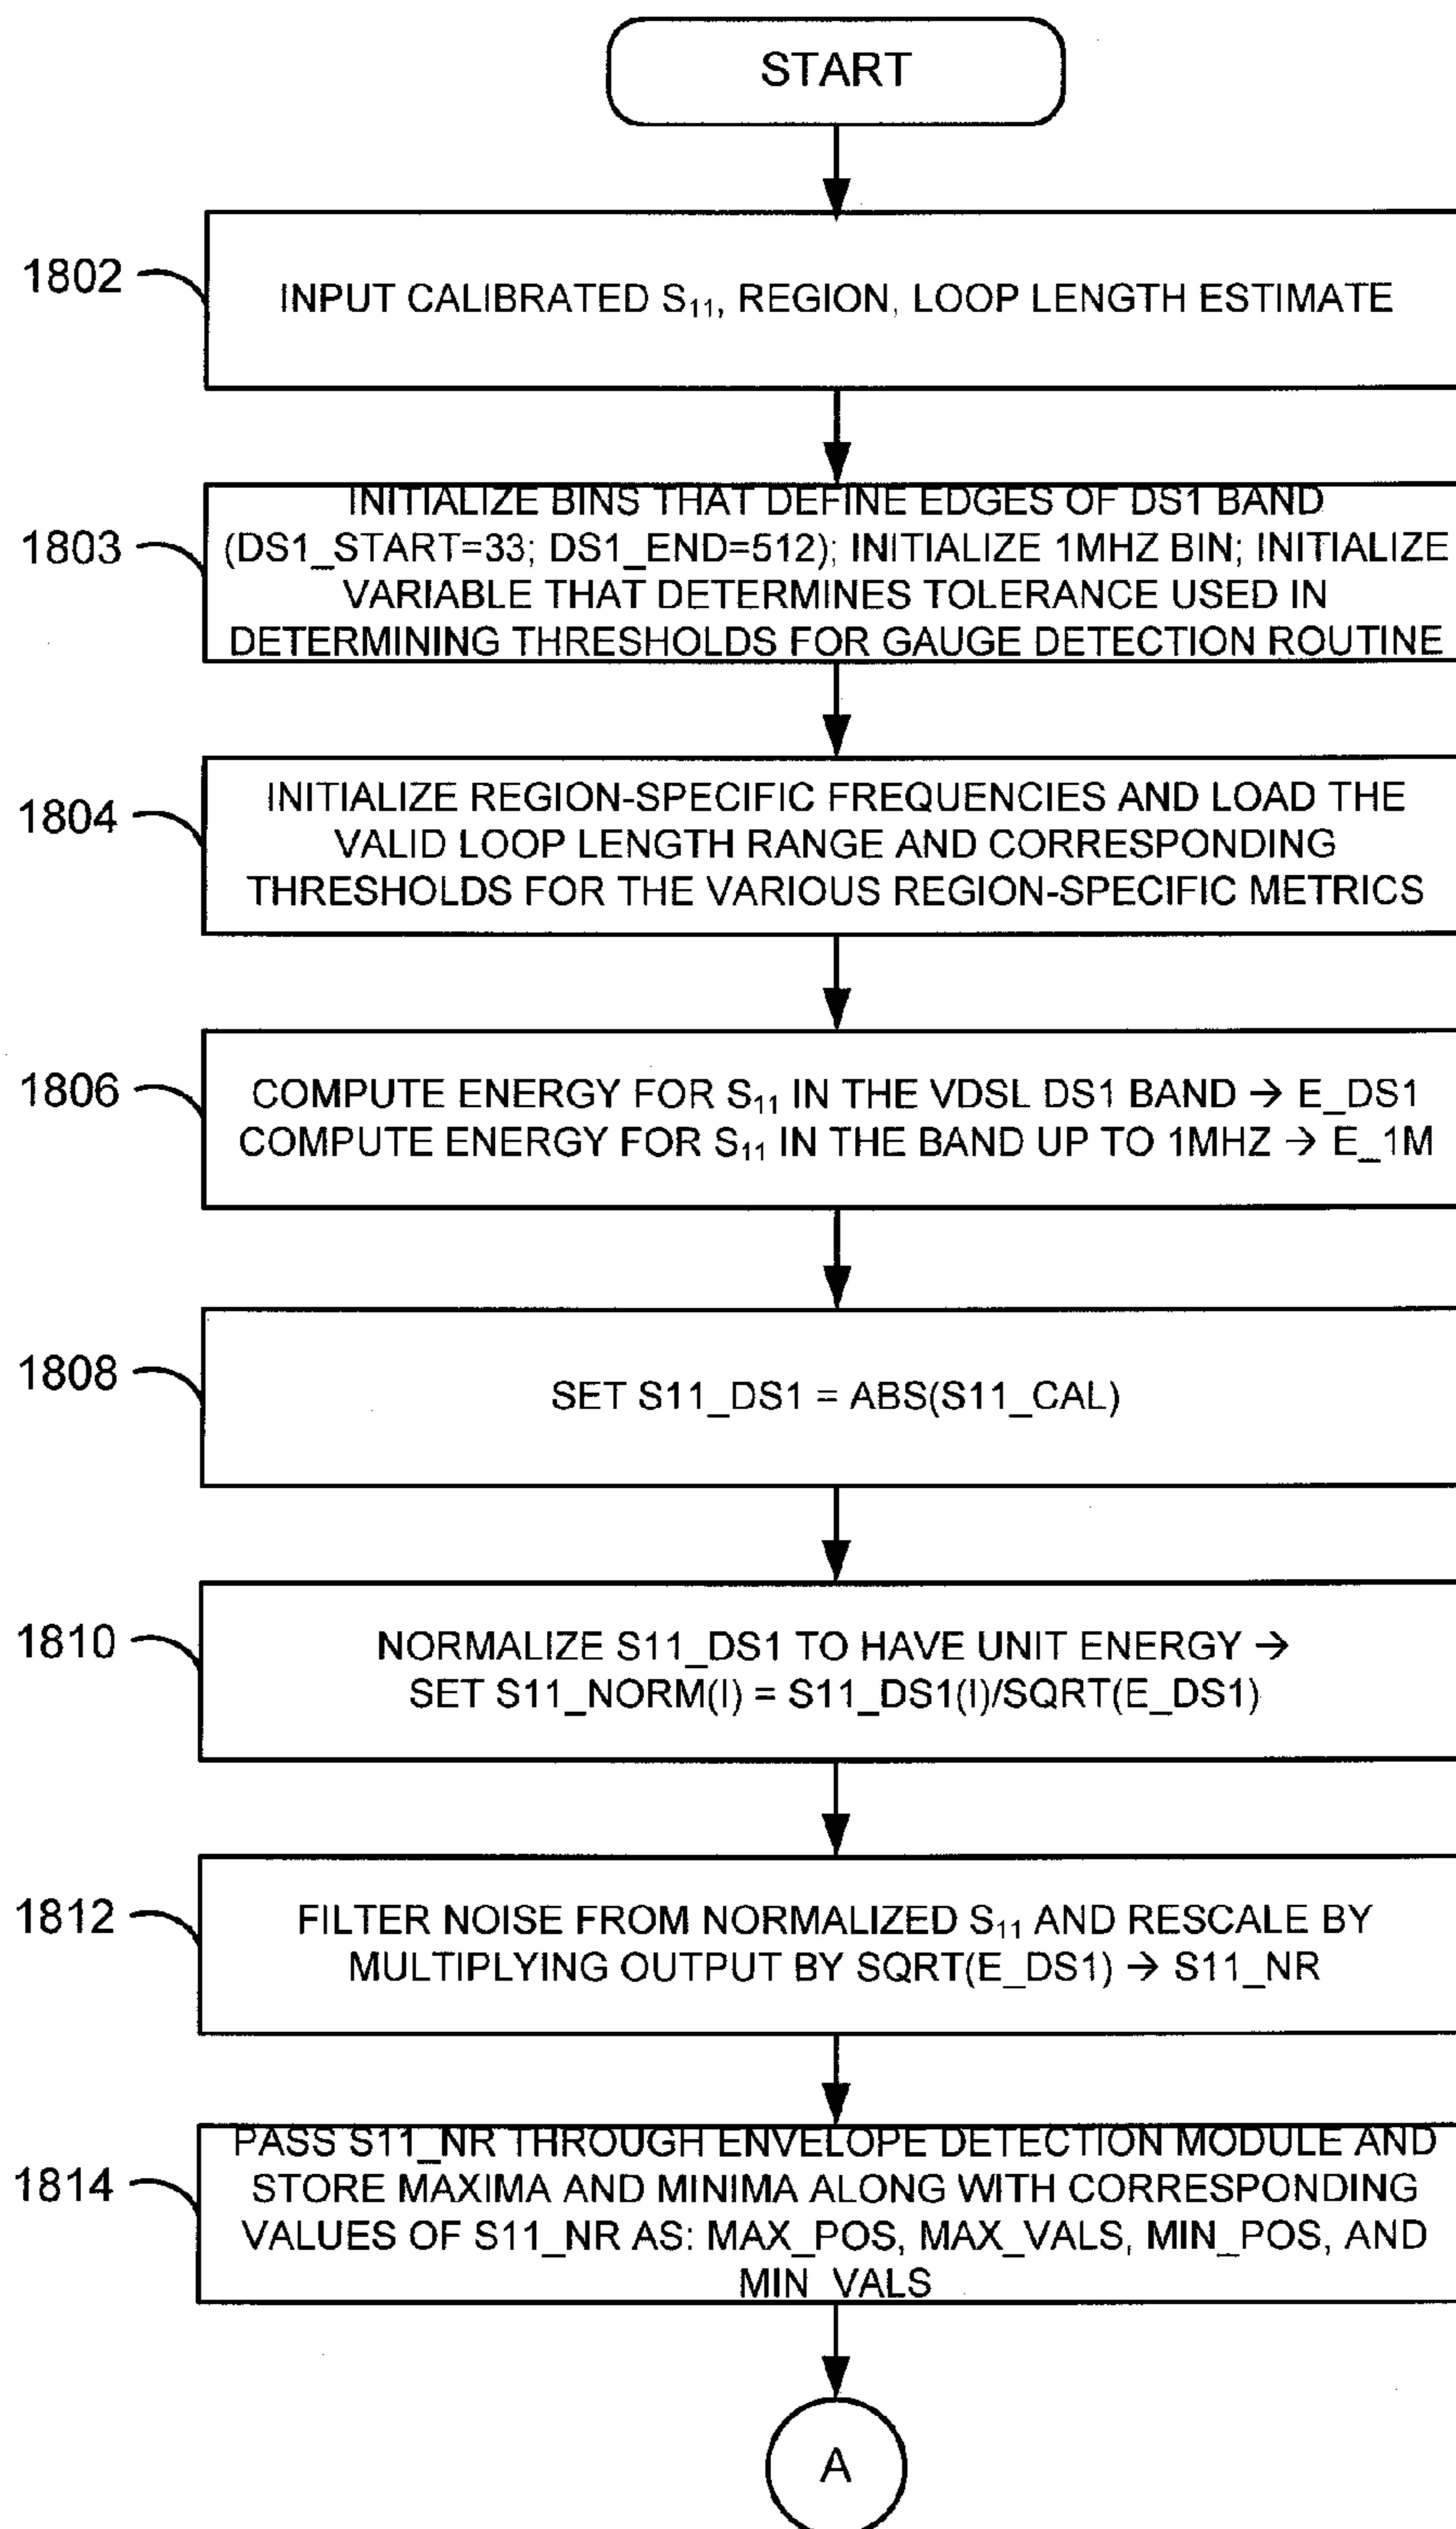 START
1802
INPUT CALIBRATED S₁₁, REGION, LOOP LENGTH ESTIMATE
1803
INITIALIZE BINS THAT DEFINE EDGES OF DS1 BAND
(DS1_START=33; DS1_END=512); INITIALIZE 1MHZ BIN; INITIALIZE
VARIABLE THAT DETERMINES TOLERANCE USED IN
DETERMINING THRESHOLDS FOR GAUGE DETECTION ROUTINE
1804
INITIALIZE REGION-SPECIFIC FREQUENCIES AND LOAD THE
VALID LOOP LENGTH RANGE AND CORRESPONDING
THRESHOLDS FOR THE VARIOUS REGION-SPECIFIC METRICS
1806
COMPUTE ENERGY FOR S₁₁ IN THE VDSL DS1 BAND → E_DS1
COMPUTE ENERGY FOR S₁₁ IN THE BAND UP TO 1MHZ → E_1M
1808
SET S11_DS1 = ABS(S11_CAL)
1810
NORMALIZE S11_DS1 TO HAVE UNIT ENERGY →
SET S11_NORM(I) = S11_DS1(I)/SQRT(E_DS1)
1812
FILTER NOISE FROM NORMALIZED S₁₁ AND RESCALE BY
MULTIPLYING OUTPUT BY SQRT(E_DS1) → S11_NR
1814
PASS S11_NR THROUGH ENVELOPE DETECTION MODULE AND
STORE MAXIMA AND MINIMA ALONG WITH CORRESPONDING
VALUES OF S11_NR AS: MAX_POS, MAX_VALS, MIN_POS, AND
MIN_VALS
A